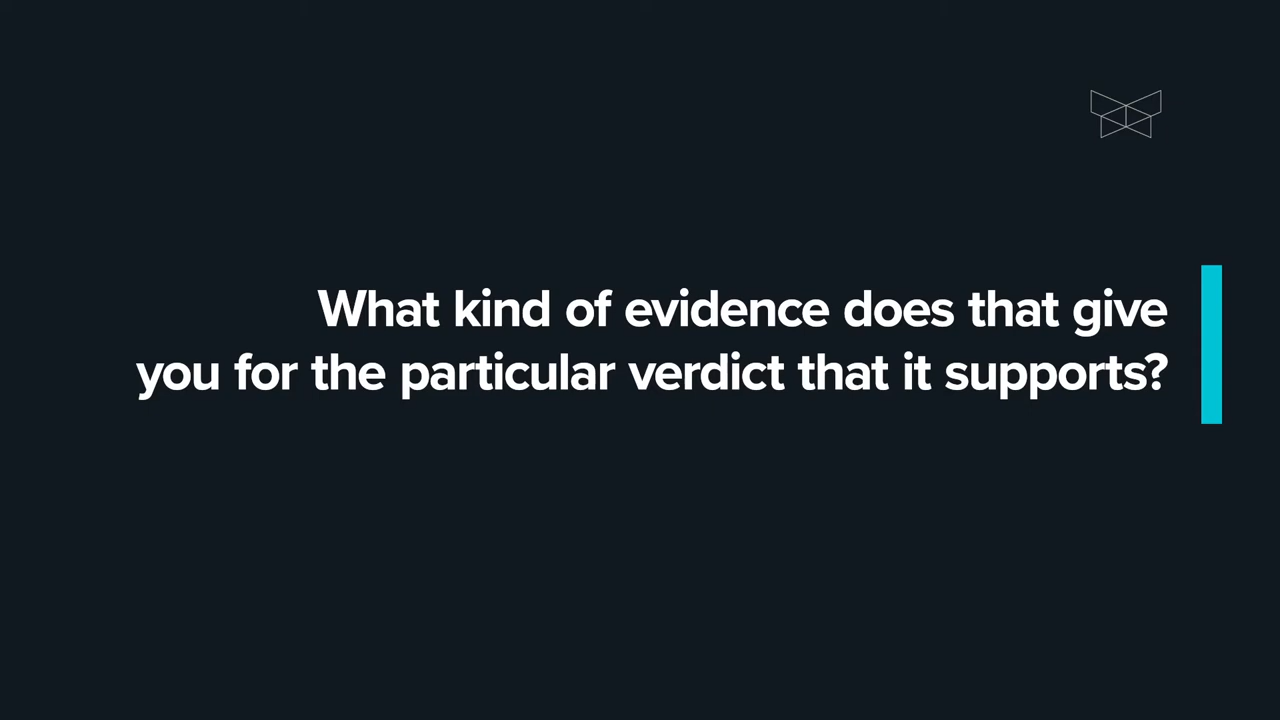 What kind of evidence does that give
you for the particular verdict that it supports?